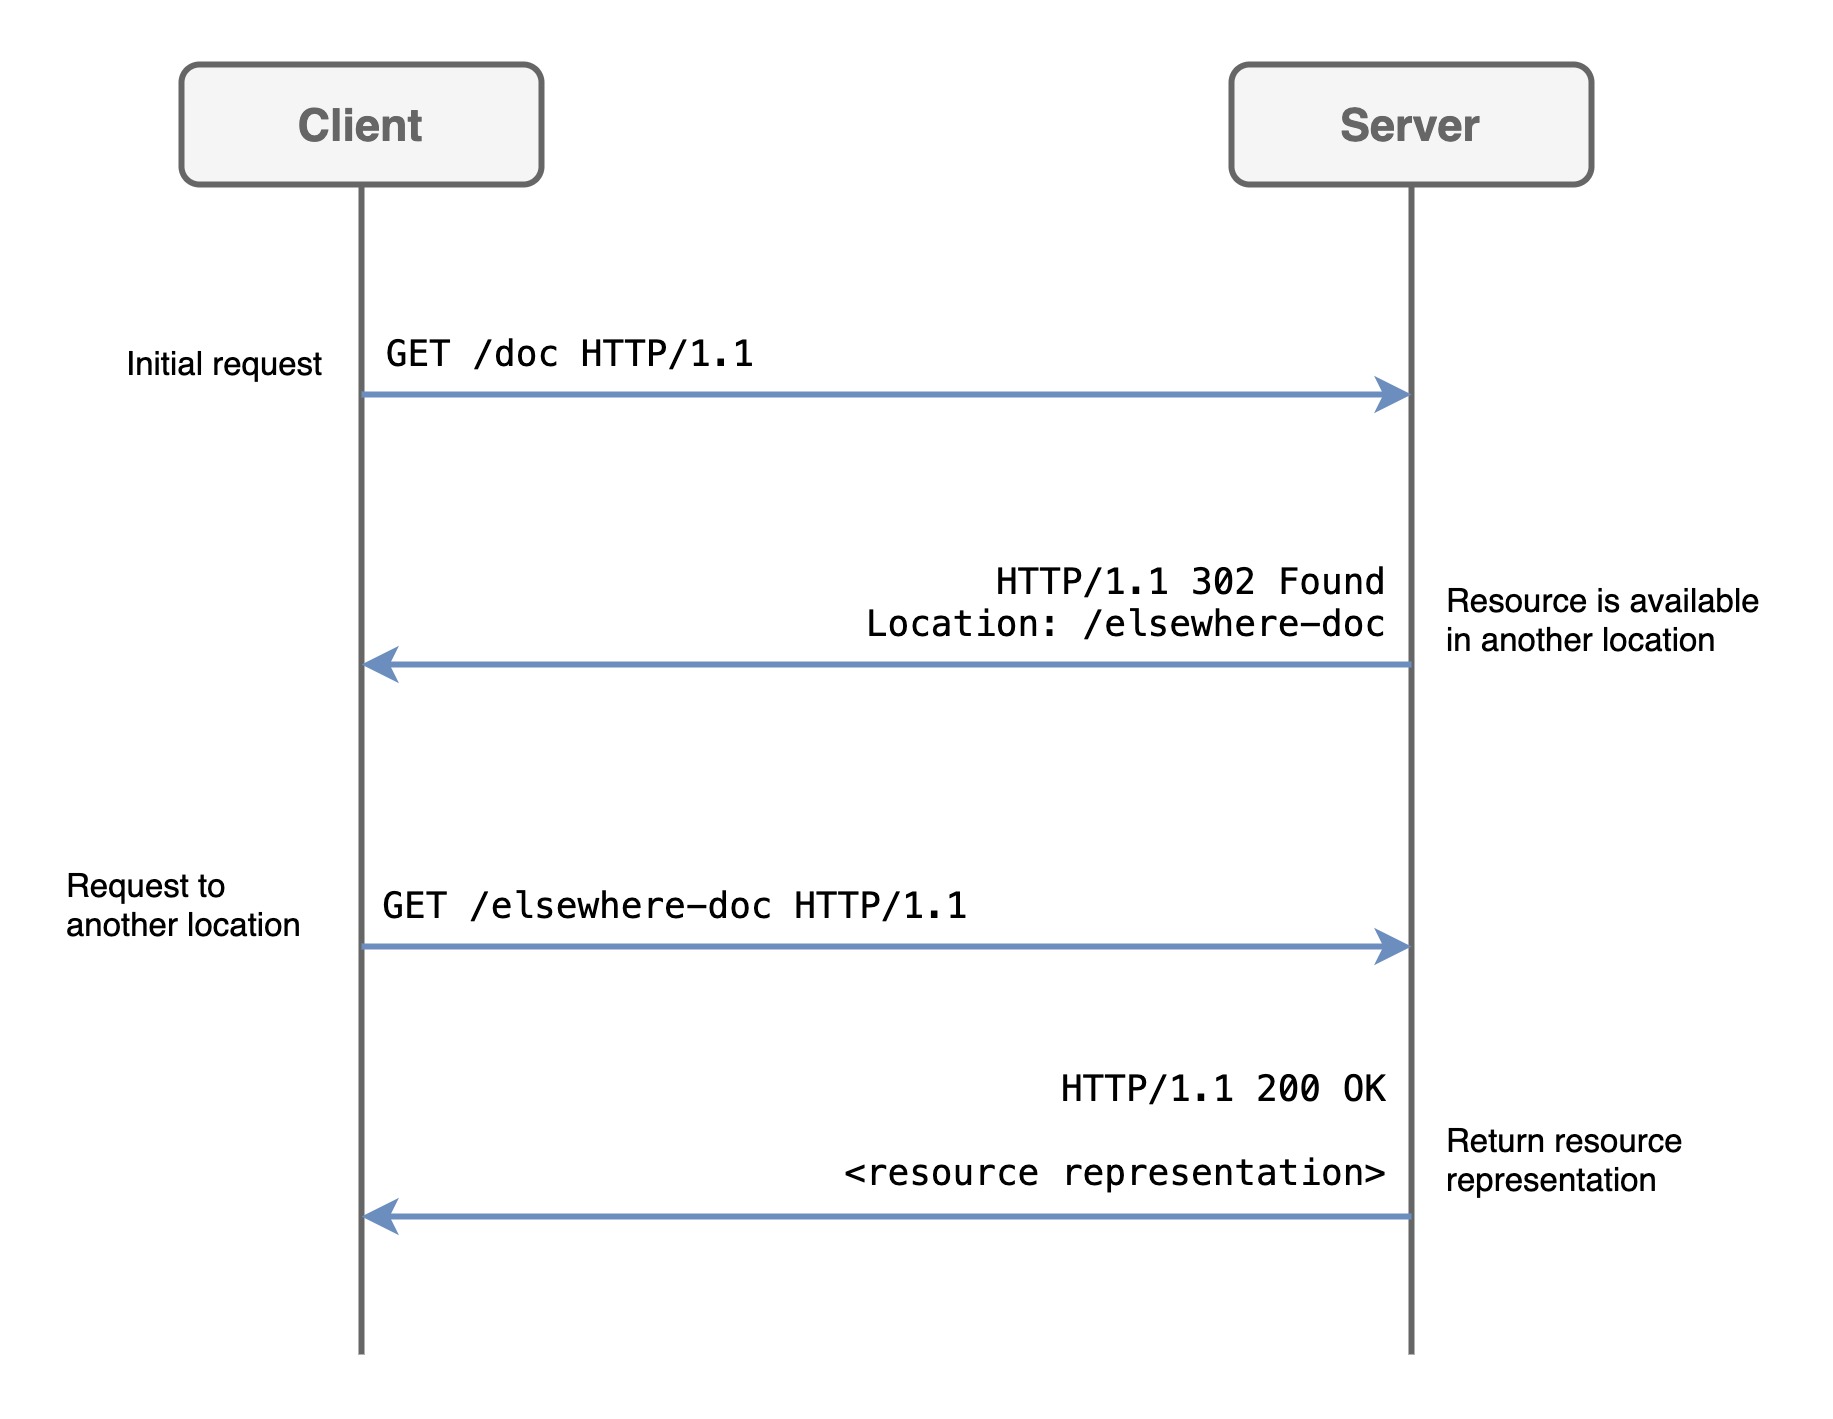 Client
Server
Initial request
GET /doc HTTP/1.1
HTTP/1.1 302 Found
Location: /elsewhere-doc
Resource is available
in another location
Request to
another location
GET /elsewhere-doc HTTP/1.1
HTTP/1.1 200 OK
<resource representation>
Return resource
representation